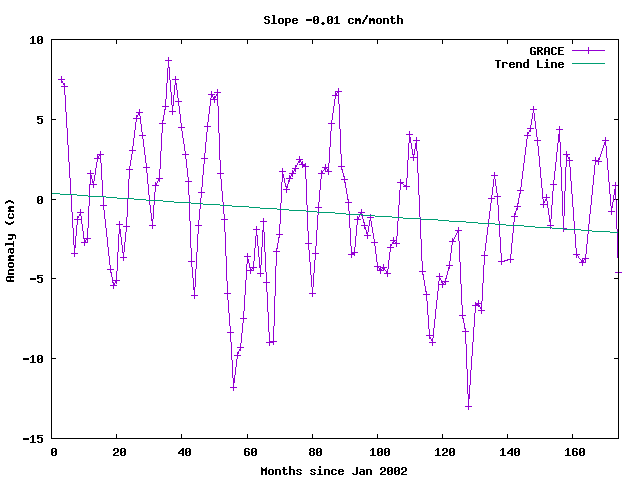 Slope -0.01 cm/month
GRACE
Trend Line
10
5
0
-5
-10
-15
Anomaly (cm)
0 20 40 60 80 100 120 140 160
Months since Jan 2002